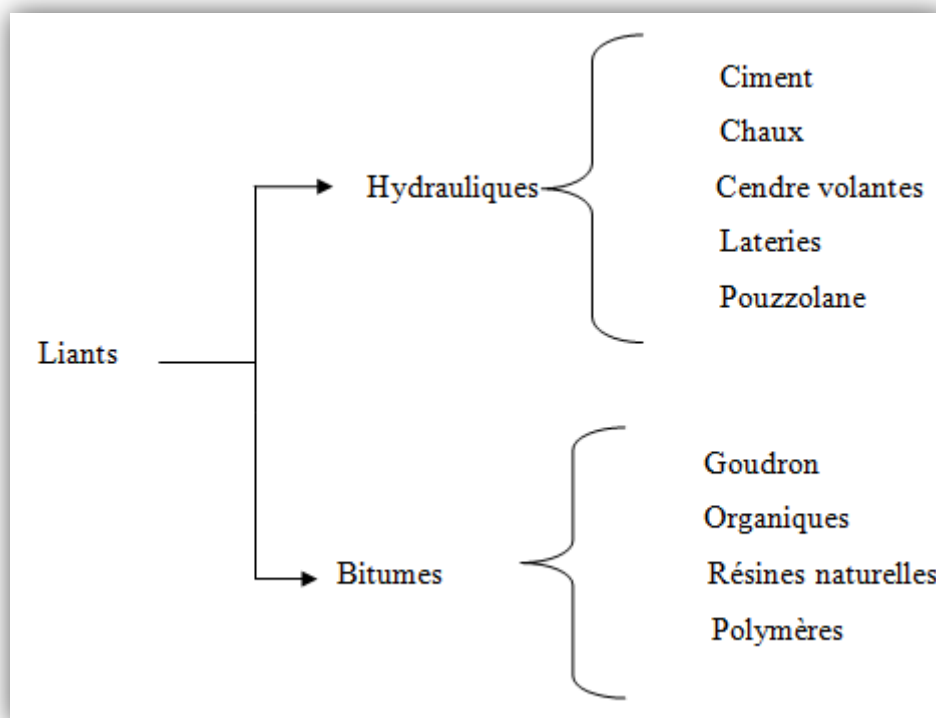 Liants
Hydrauliques
Ciment
Chaux
Cendre volantes
Lateries
Pouzzolane
Bitumes
Goudron
Organiques
Résines naturelles
Polymères